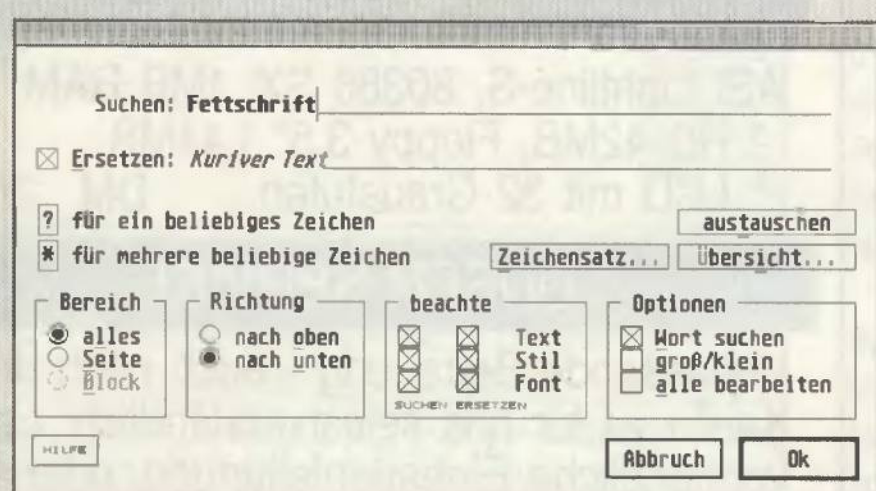 Suchen: Fettschrift
Ersetzen: Kuriver Text
? für ein beliebiges Zeichen
austauschen
* für mehrere beliebige Zeichen
Zeichensatz...
Übersicht...
Bereich
alles
Seite
Block
Richtung
nach oben
nach unten
beachte
Text
Stil
Font
SUCHEN ERSETZEN
Optionen
Wort suchen
groß/klein
alle bearbeiten
HILFE
Abbruch
Ok